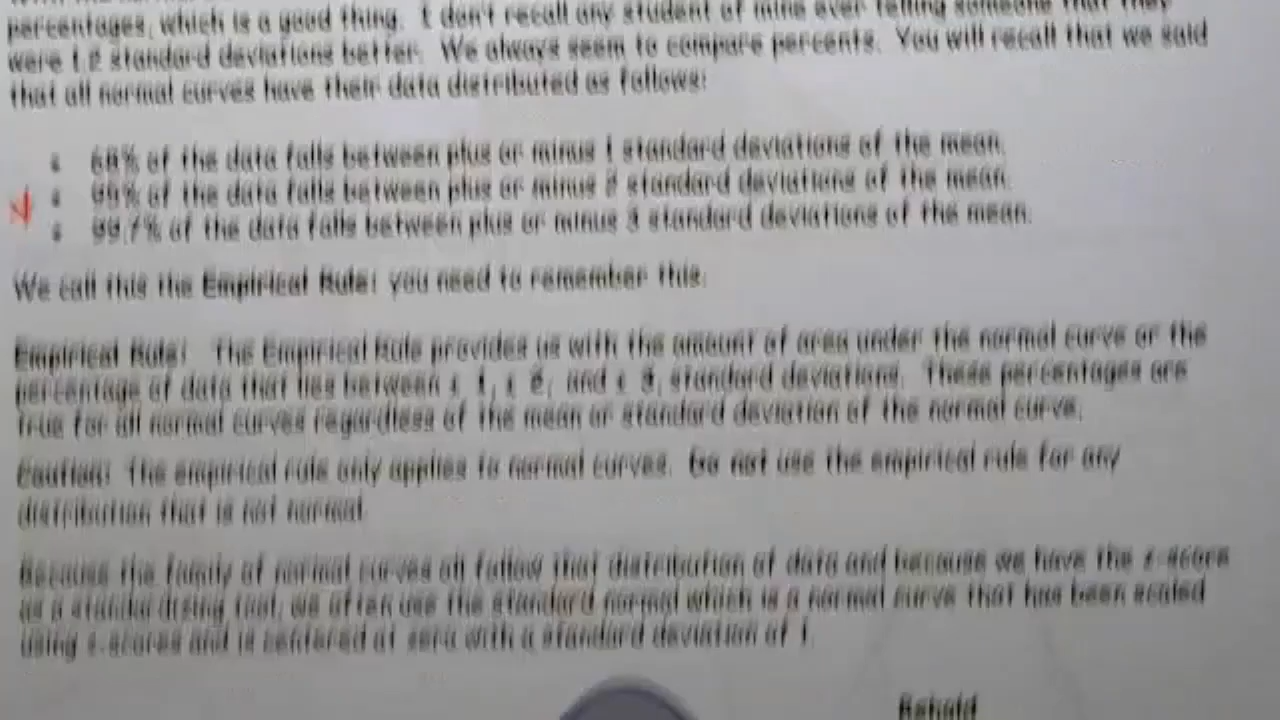 percentages, which is a good thing. I don't recall any student of mine ever telling someone that they
were 1.2 standard deviations better. We always seem to compare percents. You will recall that we said
that all normal curves have their data distributed as follows:
68% of the data falls between plus or minus 1 standard deviations of the mean.
95% of the data falls between plus or minus 2 standard deviations of the mean.
99.7% of the data falls between plus or minus 3 standard deviations of the mean.
We call this the Empirical Rule: you need to remember this.
Empirical Rule: The Empirical Rule provides us with the amount of area under the normal curve or the
percentage of data that lies between ± 1, ± 2, and ± 3, standard deviations. These percentages are
true for all normal curves regardless of the mean or standard deviation of the normal curve.
Caution: The empirical rule only applies to normal curves. Do not use the empirical rule for any
distribution that is not normal.
Because the family of normal curves all follow that distribution of data and because we have the z-score
as a standardizing tool, we often use the standard normal which is a normal curve that has been scaled
using z-scores and is centered at zero with a standard deviation of 1.
Behold